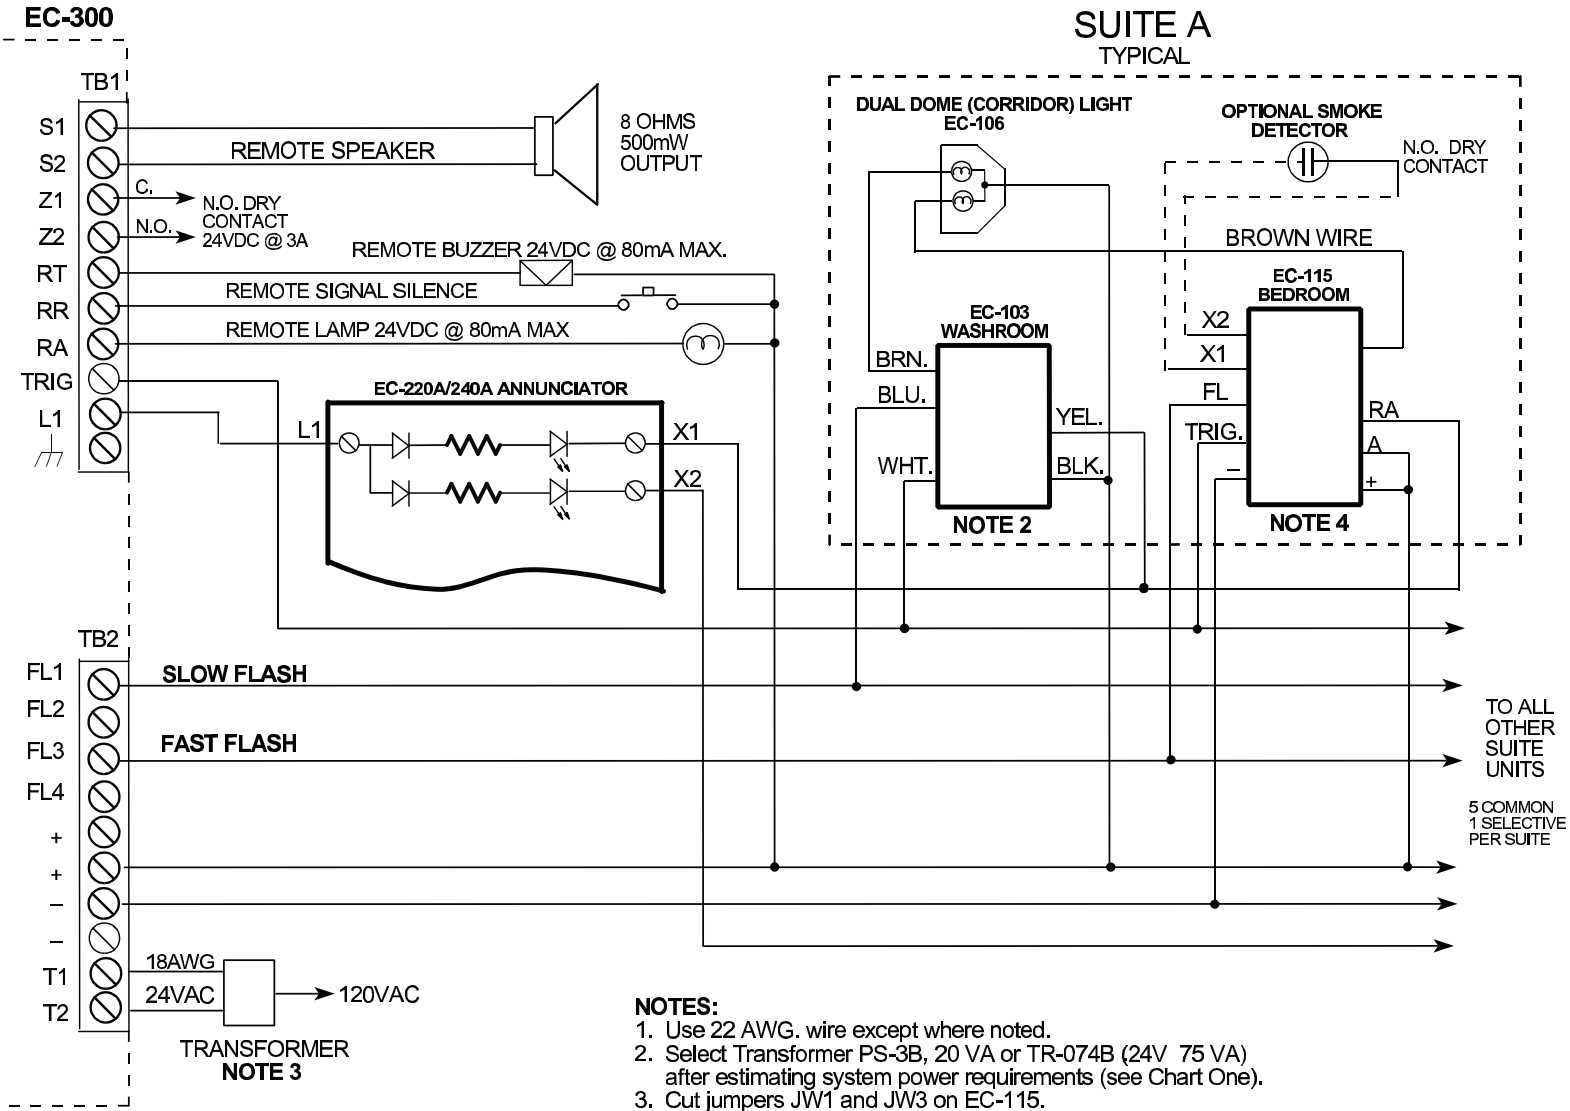 EC-300
SUITE A
TYPICAL
TB1
S1
S2
Z1
Z2
RT
RR
RA
TRIG
L1
REMOTE SPEAKER
8 OHMS
500mW
OUTPUT
C.
N.O.
N.O. DRY
CONTACT
24VDC @ 3A
REMOTE BUZZER 24VDC @ 80mA MAX.
REMOTE SIGNAL SILENCE
REMOTE LAMP 24VDC @ 80mA MAX
EC-220A/240A ANNUNCIATOR
L1
X1
X2
DUAL DOME (CORRIDOR) LIGHT
EC-106
OPTIONAL SMOKE
DETECTOR
N.O. DRY
CONTACT
BROWN WIRE
EC-103
WASHROOM
BRN.
BLU.
WHT.
YEL.
BLK.
NOTE 2
EC-115
BEDROOM
X2
X1
FL
TRIG.
–
RA
A
+
NOTE 4
TB2
FL1
FL2
FL3
FL4
+
+
–
–
T1
T2
SLOW FLASH
FAST FLASH
18AWG
24VAC
120VAC
TRANSFORMER
NOTE 3
TO ALL
OTHER
SUITE
UNITS
5 COMMON
1 SELECTIVE
PER SUITE
NOTES:
1. Use 22 AWG. wire except where noted.
2. Select Transformer PS-3B, 20 VA or TR-074B (24V 75 VA)
after estimating system power requirements (see Chart One).
3. Cut jumpers JW1 and JW3 on EC-115.